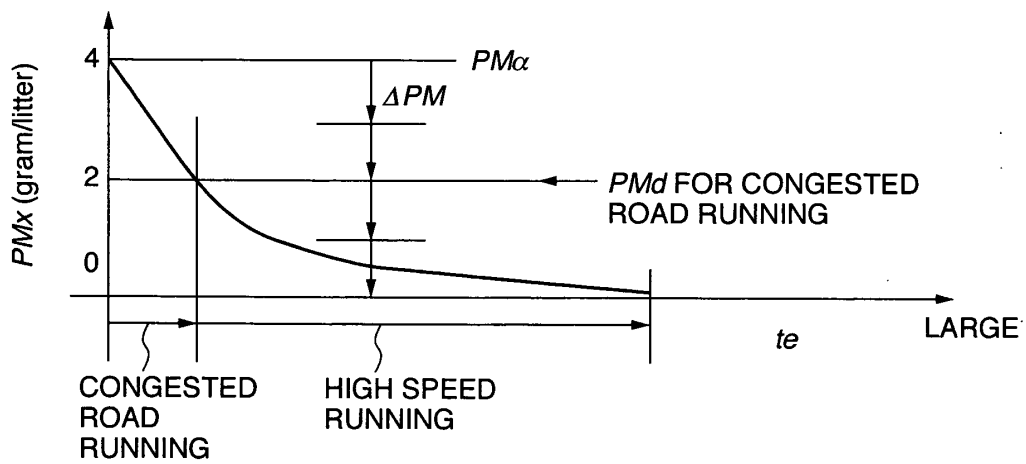 4
PMα
ΔPM
PMx (gram/litter)
2
PMd FOR CONGESTED
ROAD RUNNING
0
te
LARGE
CONGESTED
ROAD
RUNNING
HIGH SPEED
RUNNING